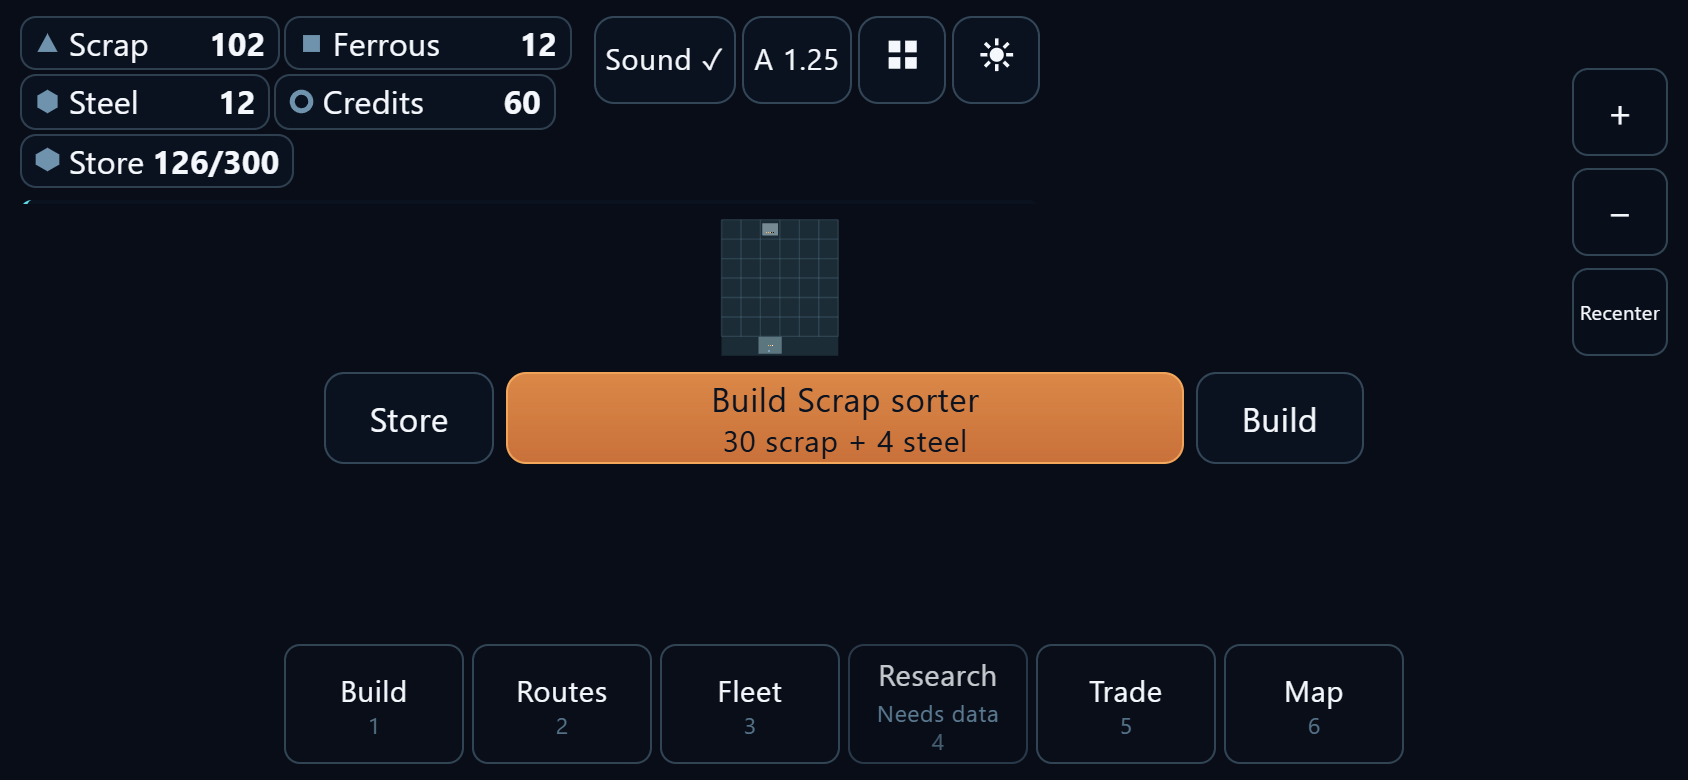 Scrap 102
Ferrous 12
Steel 12
Credits 60
Store 126/300
Sound ✓
A 1.25
+
−
Recenter
Store
Build Scrap sorter
30 scrap + 4 steel
Build
Build
1
Routes
2
Fleet
3
Research
Needs data
4
Trade
5
Map
6